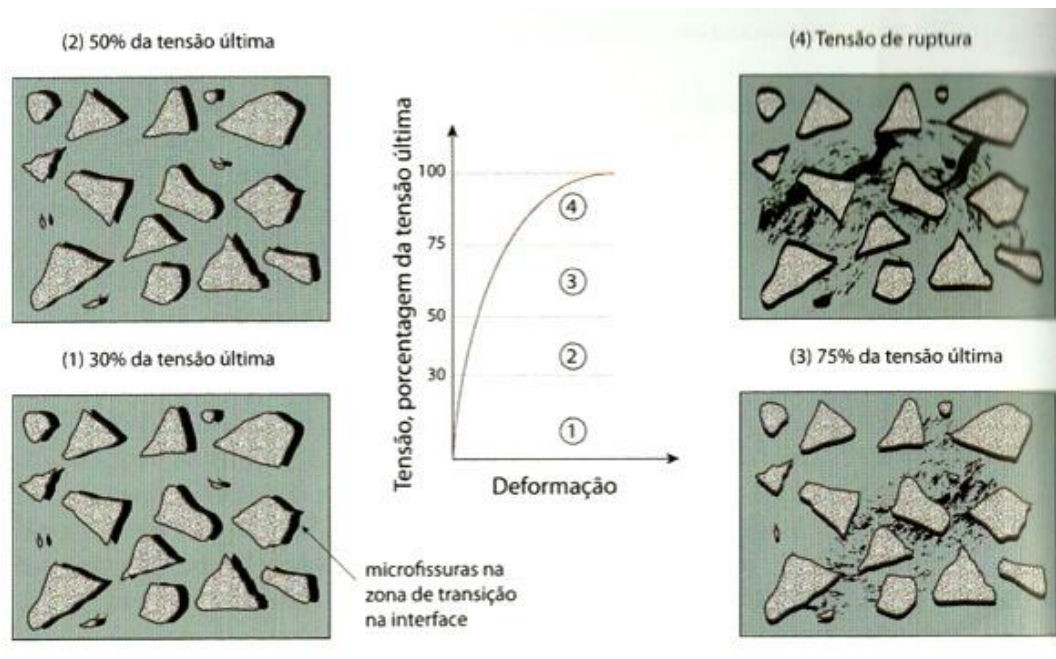 (2) 50% da tensão última
(4) Tensão de ruptura
Tensão, porcentagem da tensão última
100
75
50
30
④
③
②
①
Deformação
(1) 30% da tensão última
(3) 75% da tensão última
microfissuras na
zona de transição
na interface